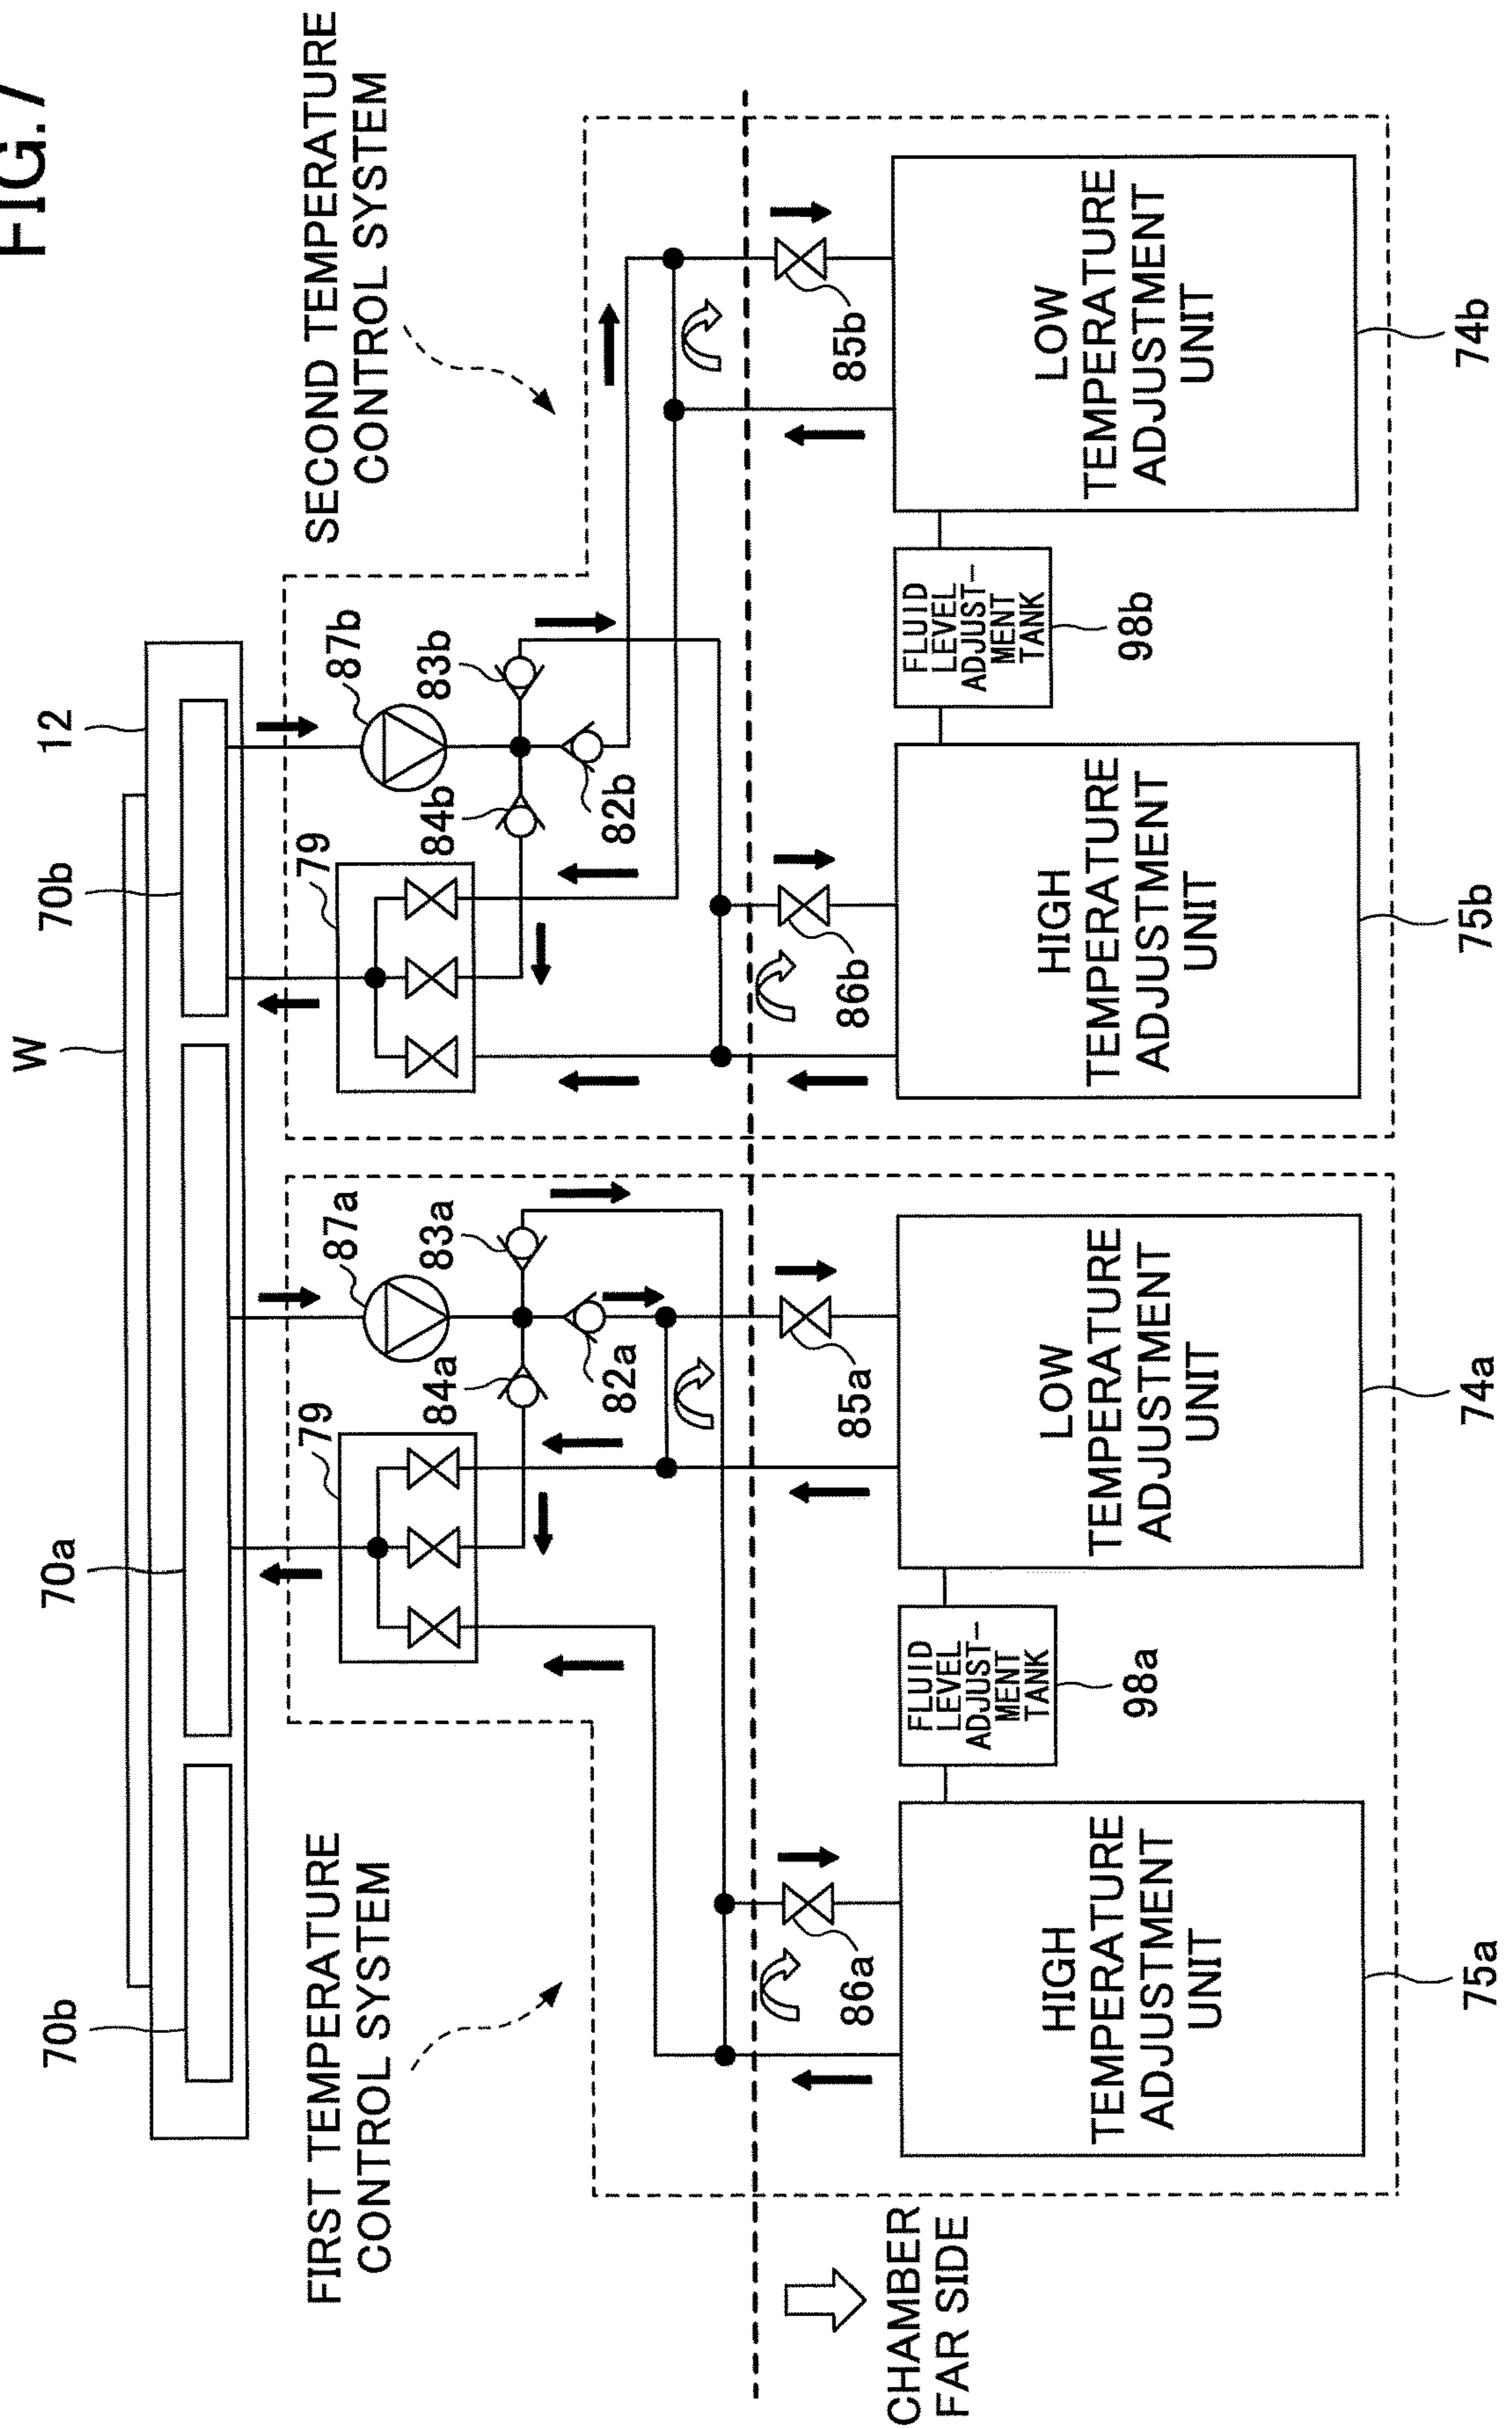 FIG. 7
W
12
70b
70a
70b
FIRST TEMPERATURE
CONTROL SYSTEM
SECOND TEMPERATURE
CONTROL SYSTEM
79
87a
84a
83a
82a
79
87b
84b
83b
82b
86a
85a
86b
85b
CHAMBER
FAR SIDE
HIGH
TEMPERATURE
ADJUSTMENT
UNIT
FLUID
LEVEL
ADJUST-
MENT
TANK
LOW
TEMPERATURE
ADJUSTMENT
UNIT
HIGH
TEMPERATURE
ADJUSTMENT
UNIT
FLUID
LEVEL
ADJUST-
MENT
TANK
LOW
TEMPERATURE
ADJUSTMENT
UNIT
75a
98a
74a
75b
98b
74b